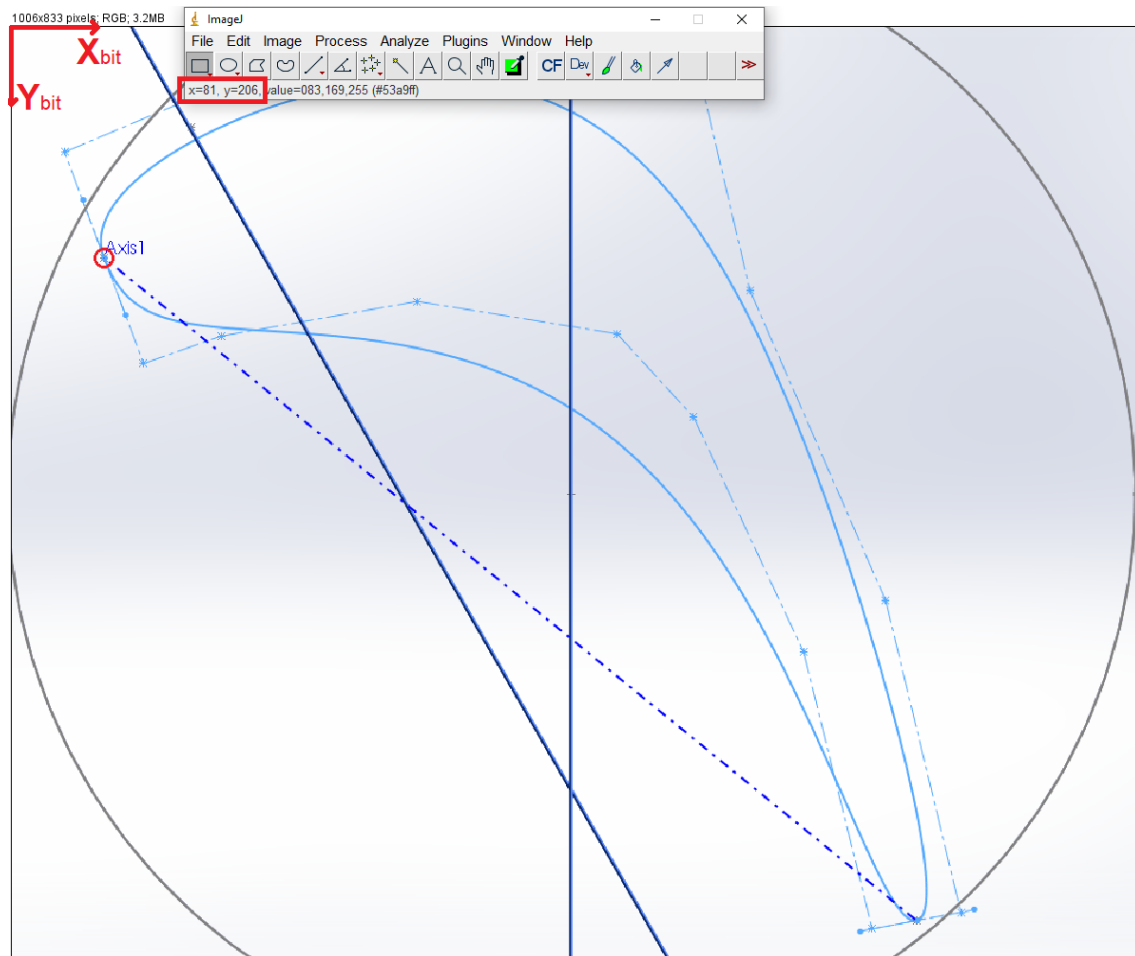 1006x833 pixels; RGB; 3.2MB
ImageJ
File Edit Image Process Analyze Plugins Window Help
CF Dev
x=81, y=206, value=083,169,255 (#53a9ff)
Xbit
Ybit
Axis1